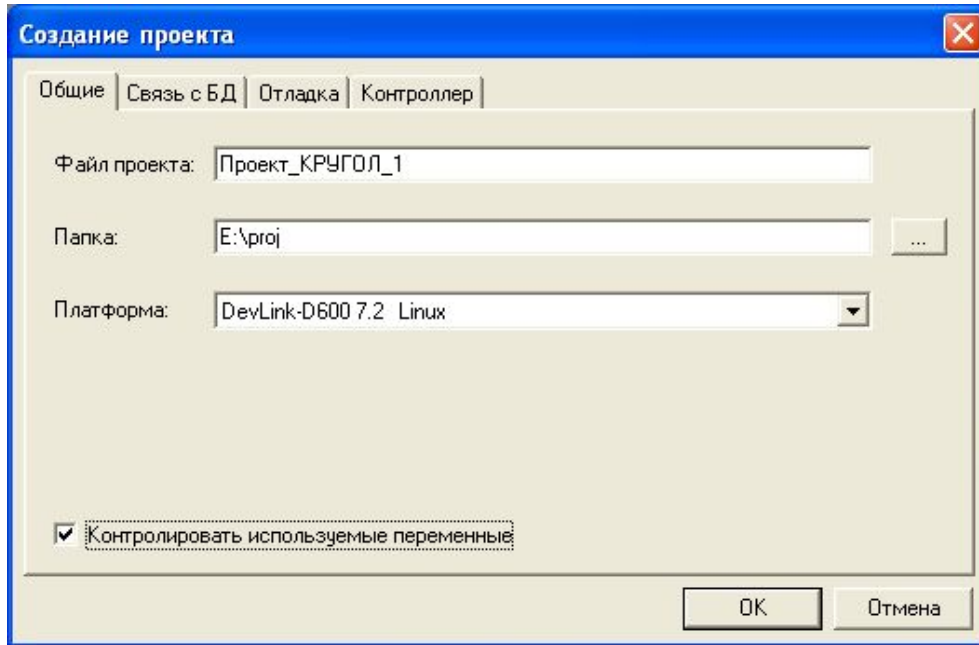 Создание проекта
Общие Связь с БД Отладка Контроллер
Файл проекта: Проект_КРУГОЛ_1
Папка: E:\proj ...
Платформа: DevLink-D600 7.2 Linux
Контролировать используемые переменные
OK Отмена